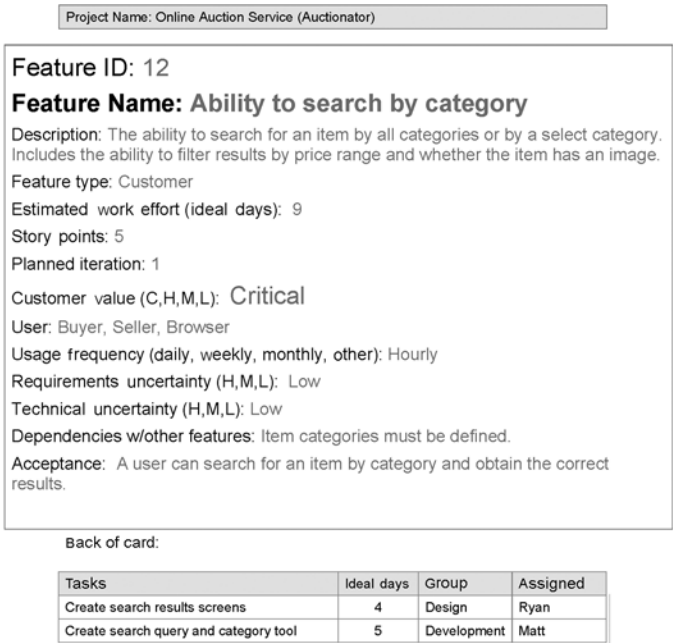 Project Name: Online Auction Service (Auctionator)
Feature ID: 12
Feature Name: Ability to search by category
Description: The ability to search for an item by all categories or by a select category.
Includes the ability to filter results by price range and whether the item has an image.
Feature type: Customer
Estimated work effort (ideal days): 9
Story points: 5
Planned iteration: 1
Customer value (C,H,M,L): Critical
User: Buyer, Seller, Browser
Usage frequency (daily, weekly, monthly, other): Hourly
Requirements uncertainty (H,M,L): Low
Technical uncertainty (H,M,L): Low
Dependencies w/other features: Item categories must be defined.
Acceptance: A user can search for an item by category and obtain the correct
results.
Back of card:
Tasks Ideal days Group Assigned
Create search results screens 4 Design Ryan
Create search query and category tool 5 Development Matt